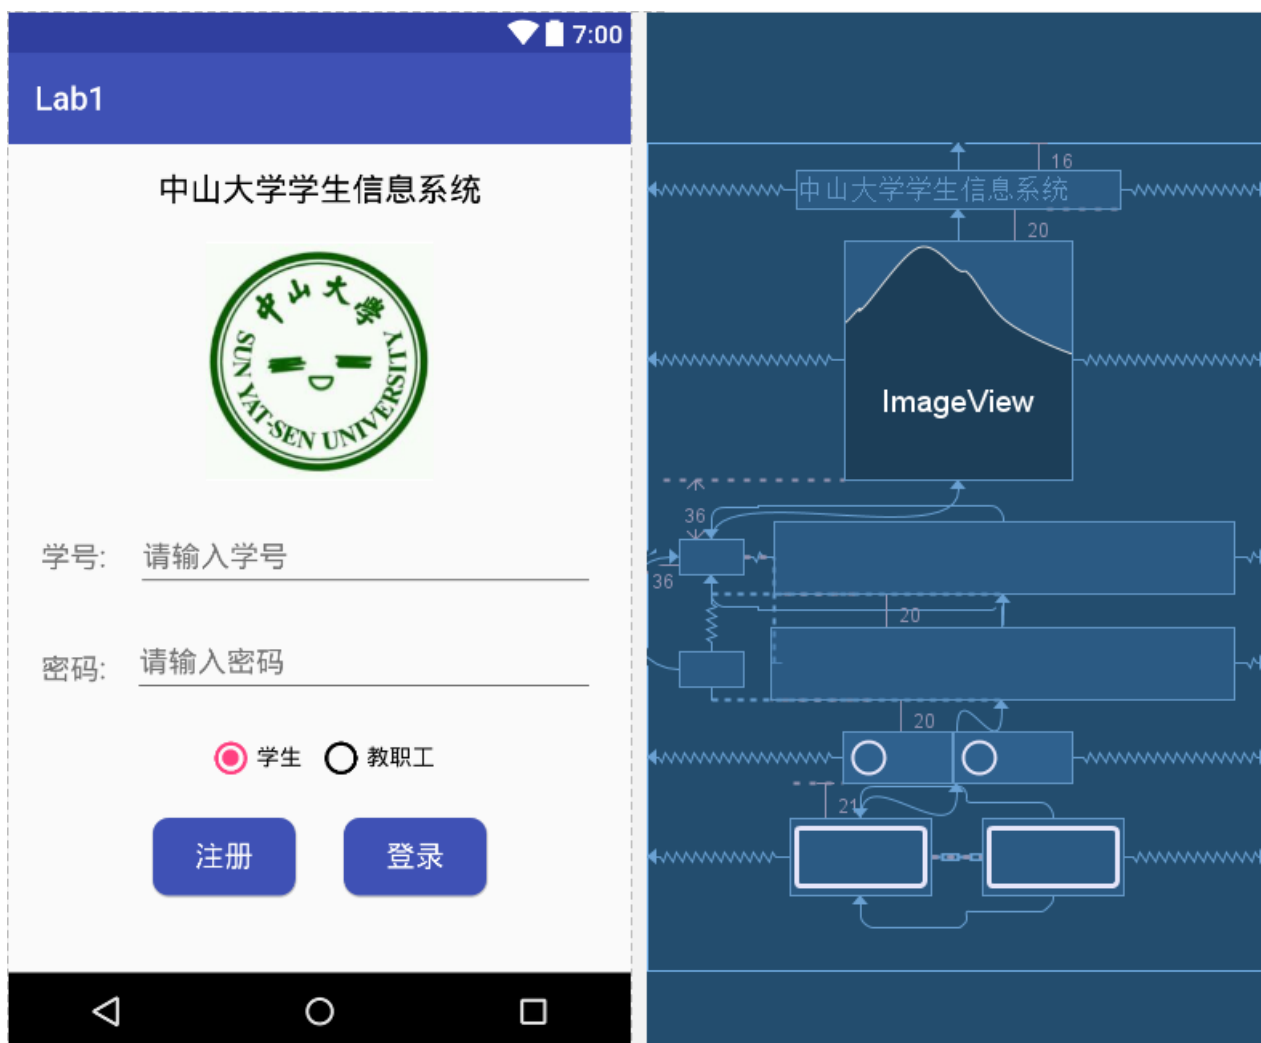 7:00
Lab1
中山大学学生信息系统
中山大學
SUN YAT-SEN UNIVERSITY
学号:
请输入学号
密码:
请输入密码
学生
教职工
注册
登录
16
中山大学学生信息系统
20
ImageView
36
36
20
20
21